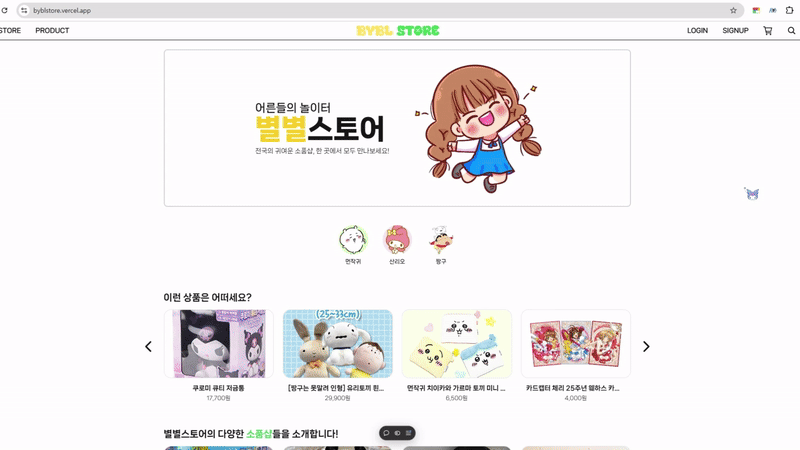 byblstore.vercel.app
STORE PRODUCT BYBL STORE LOGIN SIGNUP
어른들의 놀이터
별별스토어
전국의 귀여운 소품샵, 한 곳에서 모두 만나보세요!
먼작귀 산리오 짱구
이런 상품은 어떠세요?
(25~33cm)
쿠로미 큐티 저금통 [짱구는 못말려 인형] 유리토끼 흰... 먼작귀 치이카와 가르마 토끼 미니 ... 카드캡터 체리 25주년 웨하스 카...
17,700원 29,900원 6,500원 4,000원
별별스토어의 다양한 소품샵들을 소개합니다!